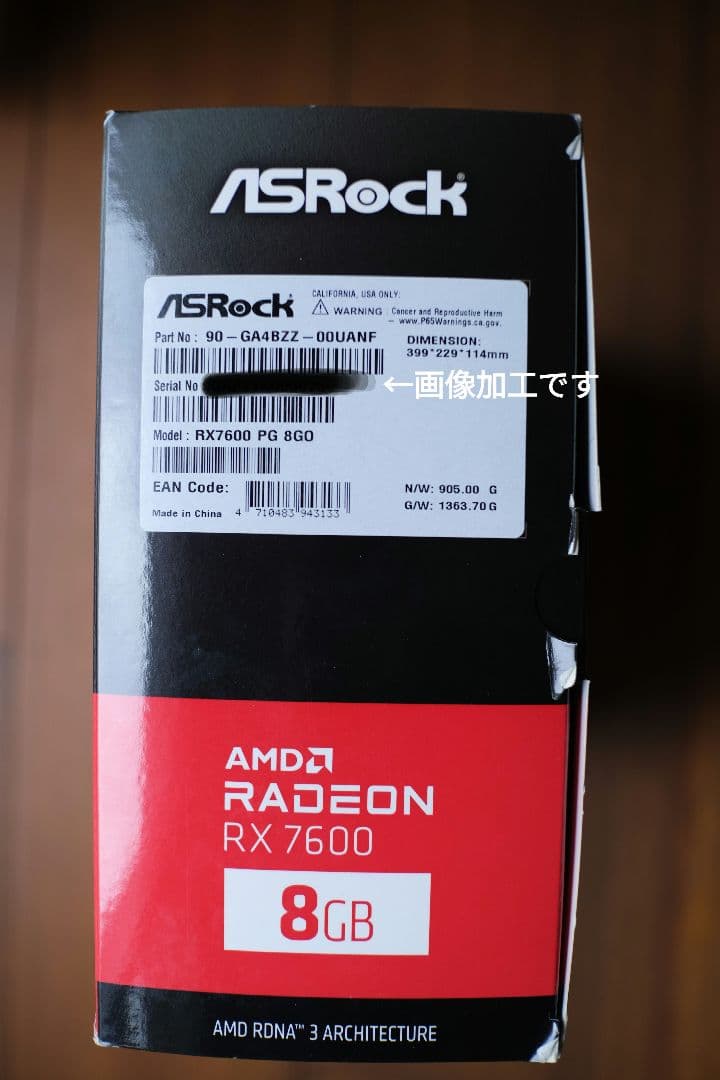 ASRock
ASRock
CALIFORNIA, USA ONLY:
⚠ WARNING : Cancer and Reproductive Harm
– www.P65Warnings.ca.gov.
Part No : 90-GA4BZZ-00UANF
DIMENSION:
399*229*114mm
Serial No
←画像加工です
Model : RX7600 PG 8GO
EAN Code:
N/W: 905.00 G
G/W: 1363.70 G
Made in China
4 710483 943133
AMD
RADEON
RX 7600
8GB
AMD RDNA™ 3 ARCHITECTURE